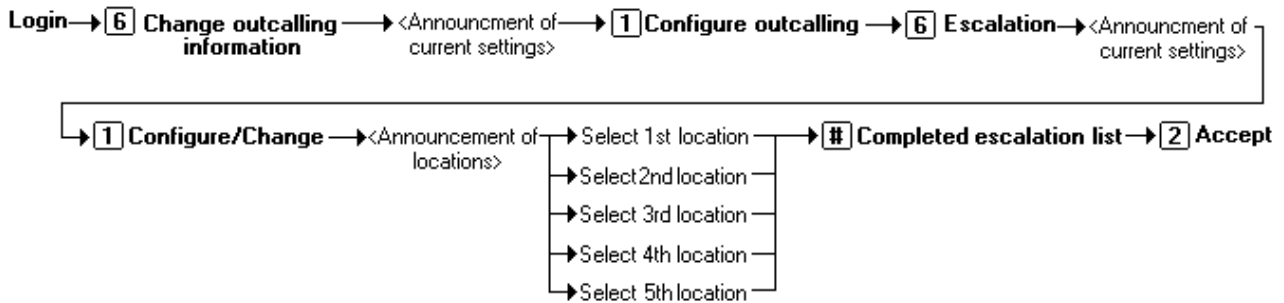 Login 6 Change outcalling <Announcment of 1 Configure outcalling 6 Escalation <Announcment of
information current settings> current settings>
1 Configure/Change <Announcement of Select 1st location # Completed escalation list 2 Accept
locations>
Select 2nd location
Select 3rd location
Select 4th location
Select 5th location